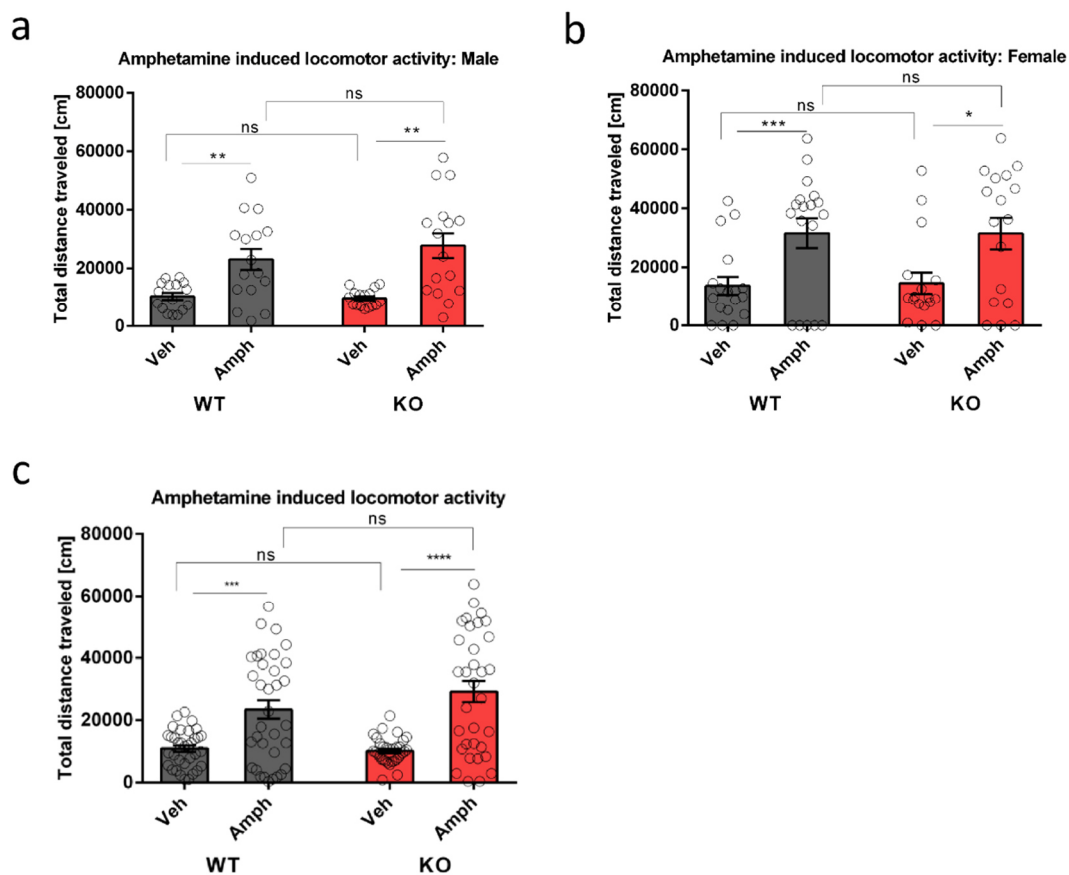 a
Amphetamine induced locomotor activity: Male
Total distance traveled [cm]
80000
60000
40000
20000
0
ns
ns
**
**
Veh
Amph
Veh
Amph
WT
KO
b
Amphetamine induced locomotor activity: Female
Total distance traveled [cm]
80000
60000
40000
20000
0
ns
ns
***
*
Veh
Amph
Veh
Amph
WT
KO
c
Amphetamine induced locomotor activity
Total distance traveled [cm]
80000
60000
40000
20000
0
ns
ns
***
****
Veh
Amph
Veh
Amph
WT
KO